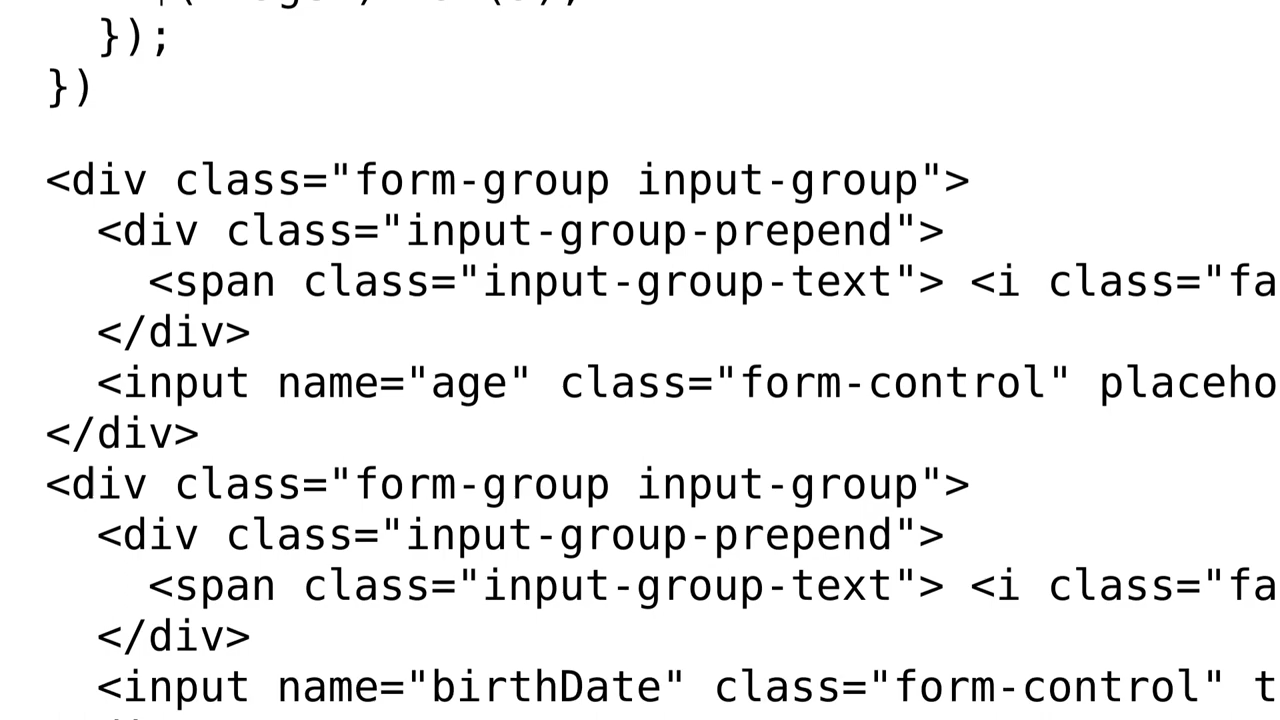 });
})
<div class="form-group input-group">
<div class="input-group-prepend">
<span class="input-group-text"> <i class="fa
</div>
<input name="age" class="form-control" placeho
</div>
<div class="form-group input-group">
<div class="input-group-prepend">
<span class="input-group-text"> <i class="fa
</div>
<input name="birthDate" class="form-control" t